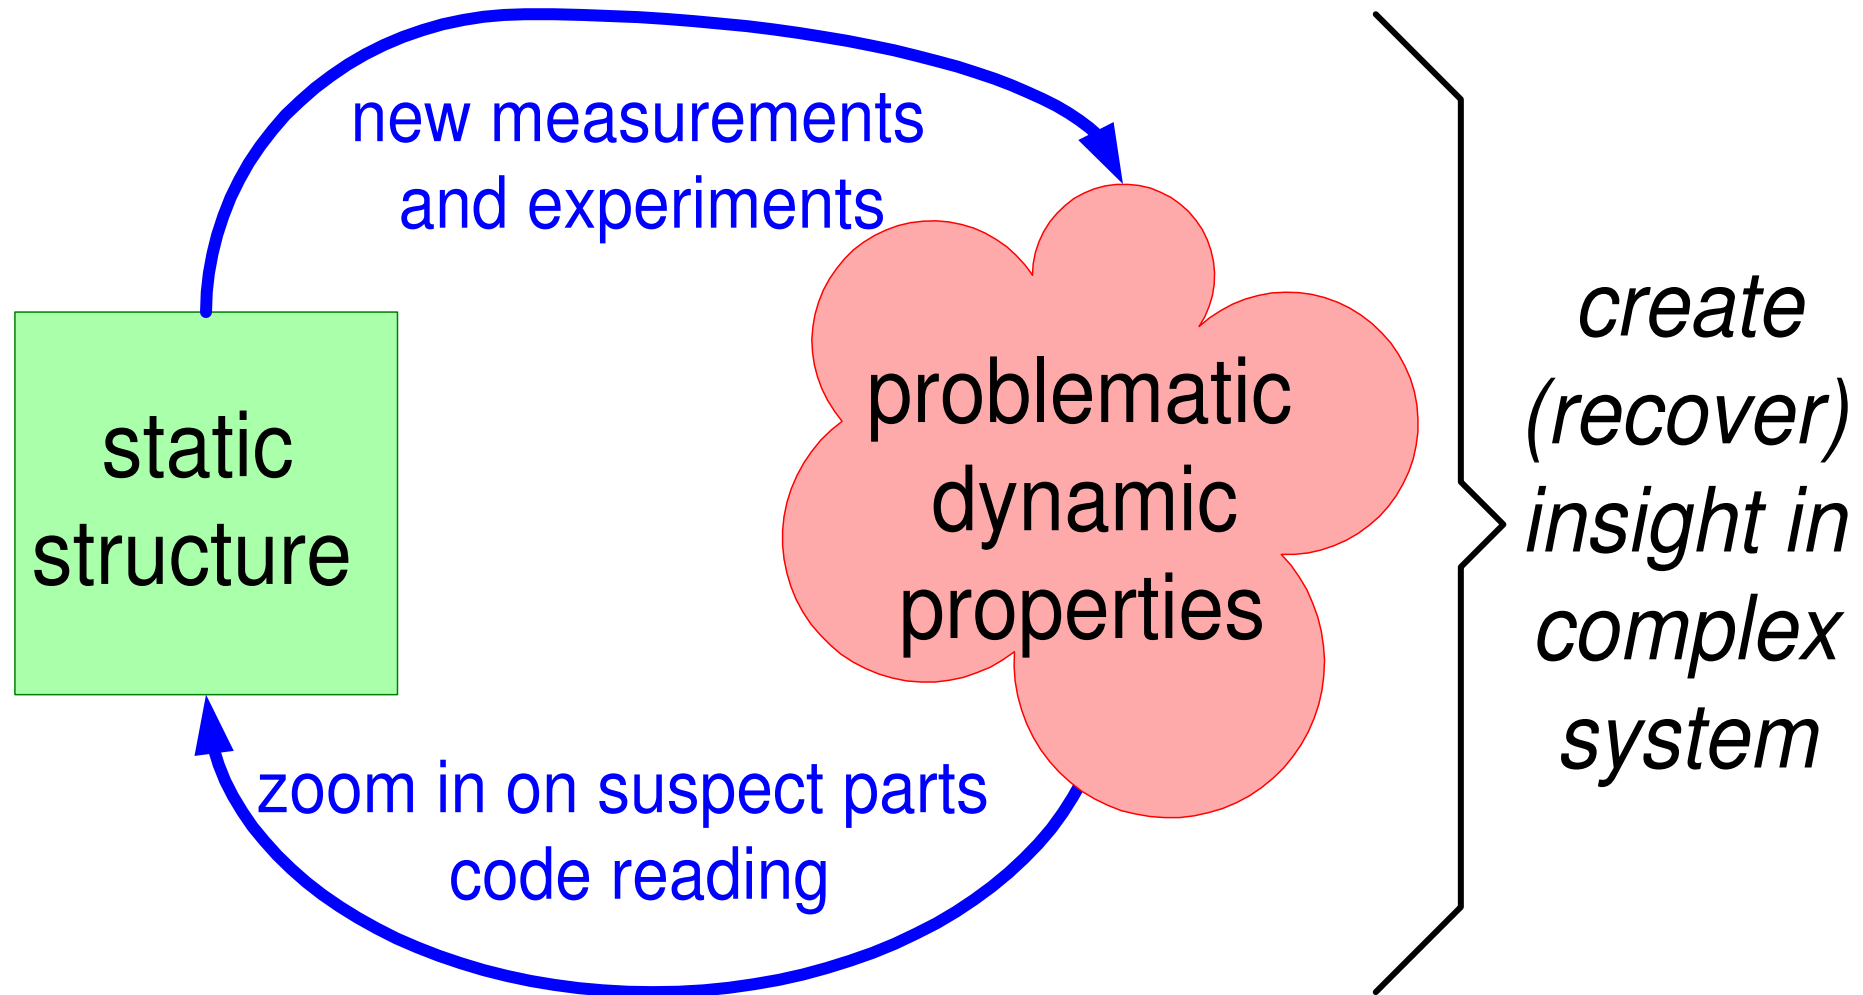 new measurements
and experiments
static
structure
problematic
dynamic
properties
zoom in on suspect parts
code reading
create
(recover)
insight in
complex
system